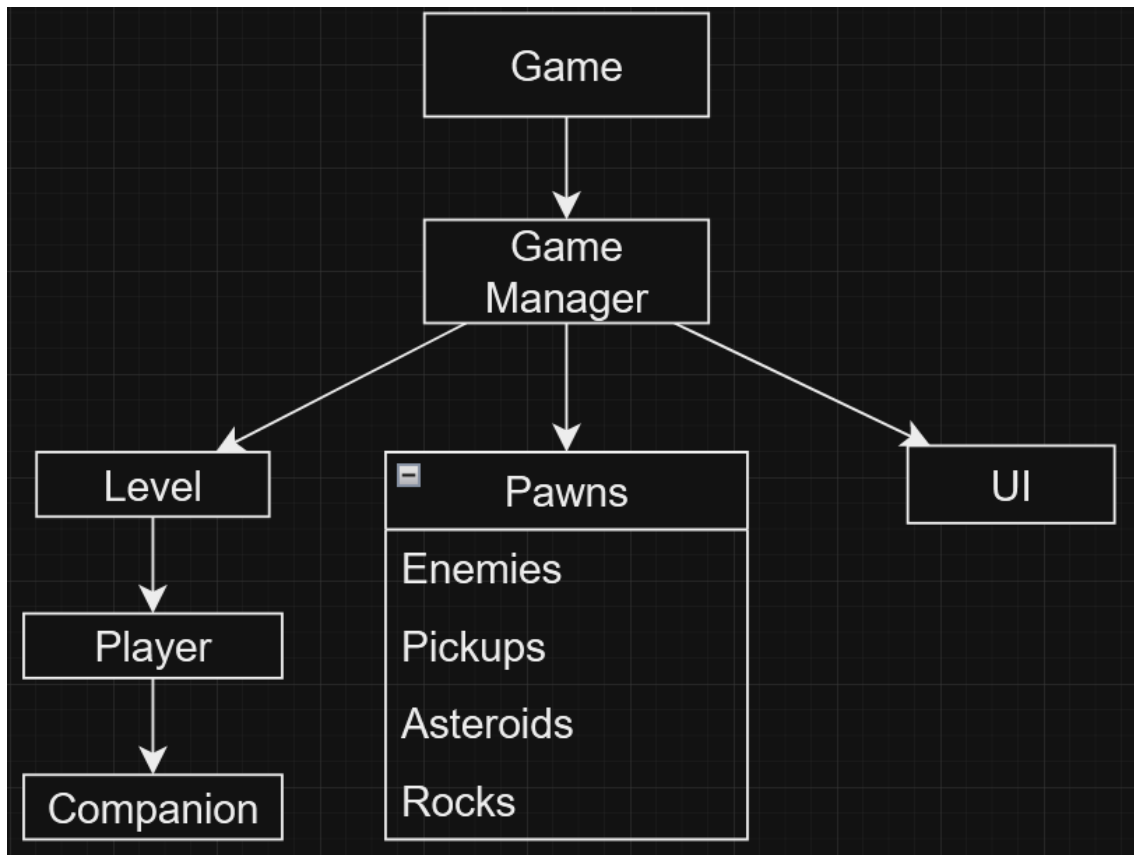 Game
Game
Manager
Level
Pawns
UI
Enemies
Player
Pickups
Asteroids
Companion
Rocks